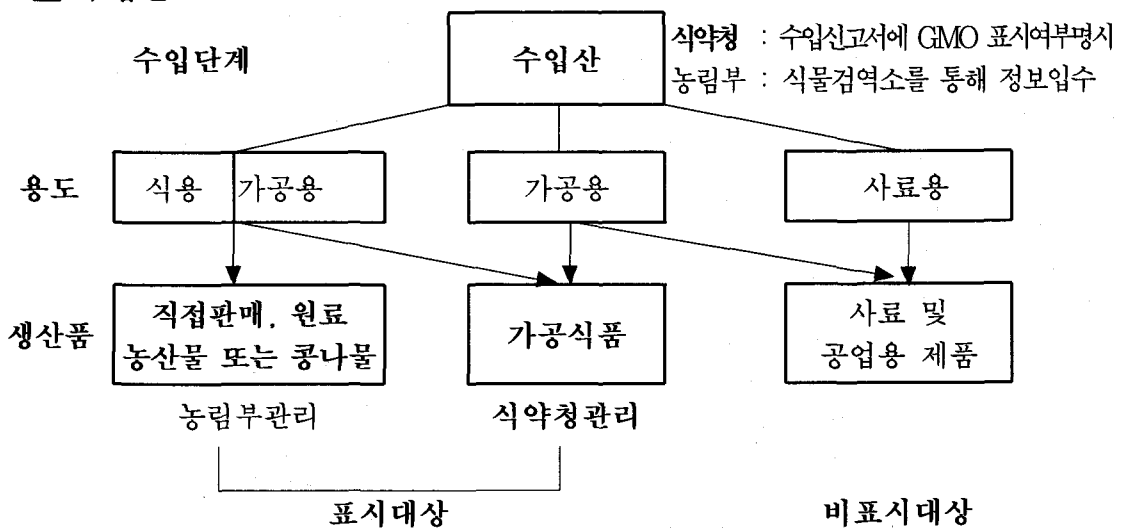 수입단계
수입산
식약청 : 수입신고서에 GMO 표시여부명시
농림부 : 식물검역소를 통해 정보입수
용도
식용 가공용
가공용
사료용
생산품
직접판매, 원료
농산물 또는 콩나물
가공식품
사료 및
공업용 제품
농림부관리
식약청관리
표시대상
비표시대상